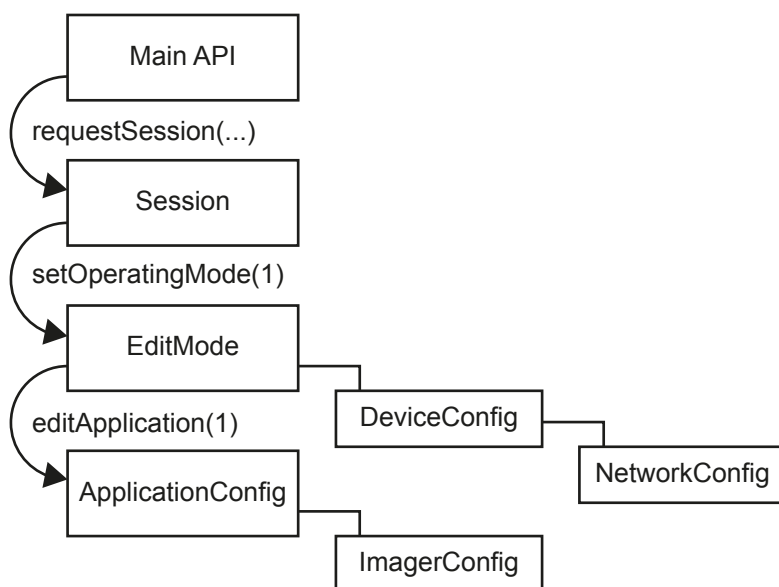 Main API
requestSession(...)
Session
setOperatingMode(1)
EditMode
editApplication(1)
DeviceConfig
NetworkConfig
ApplicationConfig
ImagerConfig